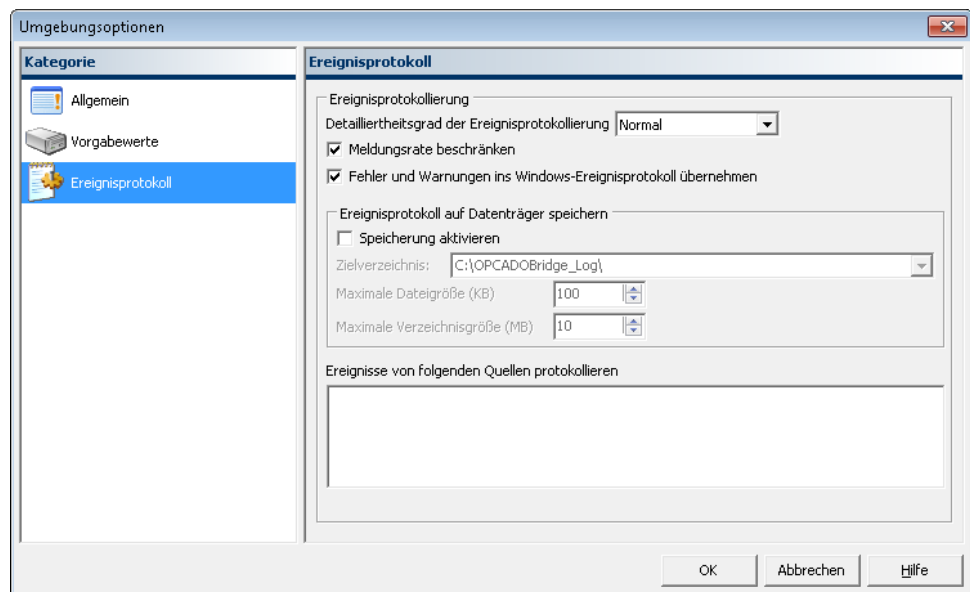 Umgebungsoptionen
Kategorie
Allgemein
Vorgabewerte
Ereignisprotokoll
Ereignisprotokoll
Ereignisprotokollierung
Detailliertheitsgrad der Ereignisprotokollierung Normal
Meldungsrate beschränken
Fehler und Warnungen ins Windows-Ereignisprotokoll übernehmen
Ereignisprotokoll auf Datenträger speichern
Speicherung aktivieren
Zielverzeichnis: C:\OPCADOBridge_Log\
Maximale Dateigröße (KB) 100
Maximale Verzeichnisgröße (MB) 10
Ereignisse von folgenden Quellen protokollieren
OK Abbrechen Hilfe